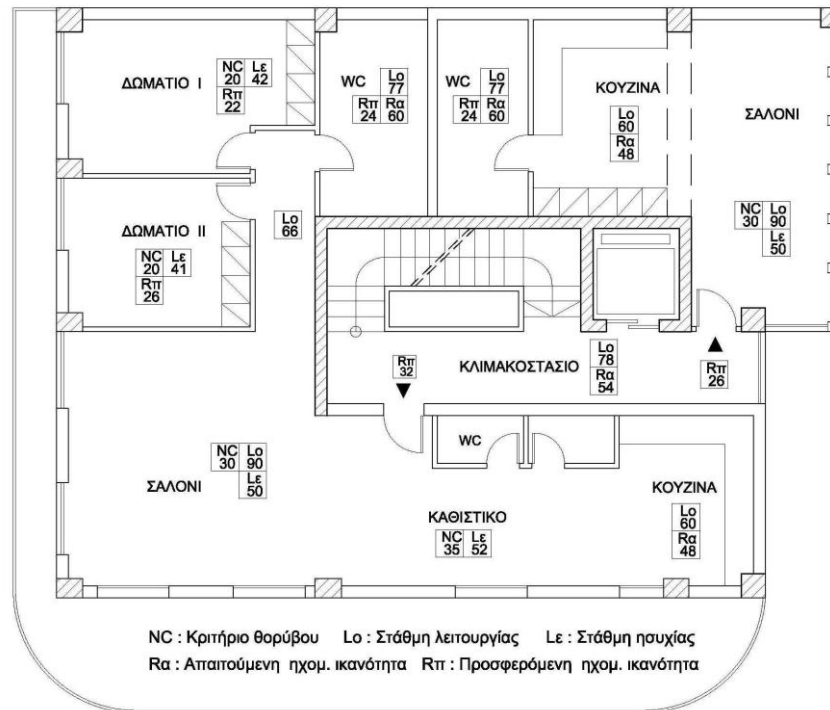 ΔΩΜΑΤΙΟ Ι
NC Lε
20 42
Rπ
22
WC
Lo
77
Rπ Rα
24 60
WC
Lo
77
Rπ Rα
24 60
ΚΟΥΖΙΝΑ
Lo
60
Rα
48
ΣΑΛΟΝΙ
NC Lo
30 90
Lε
50
ΔΩΜΑΤΙΟ ΙΙ
NC Lε
20 41
Rπ
26
Lo
66
ΚΛΙΜΑΚΟΣΤΑΣΙΟ
Lo
78
Rα
54
Rπ
32
Rπ
26
WC
ΣΑΛΟΝΙ
NC Lo
30 90
Lε
50
ΚΑΘΙΣΤΙΚΟ
NC Lε
35 52
ΚΟΥΖΙΝΑ
Lo
60
Rα
48
NC : Κριτήριο θορύβου Lo : Στάθμη λειτουργίας Lε : Στάθμη ησυχίας
Rα : Απαιτούμενη ηχομ. ικανότητα Rπ : Προσφερόμενη ηχομ. ικανότητα